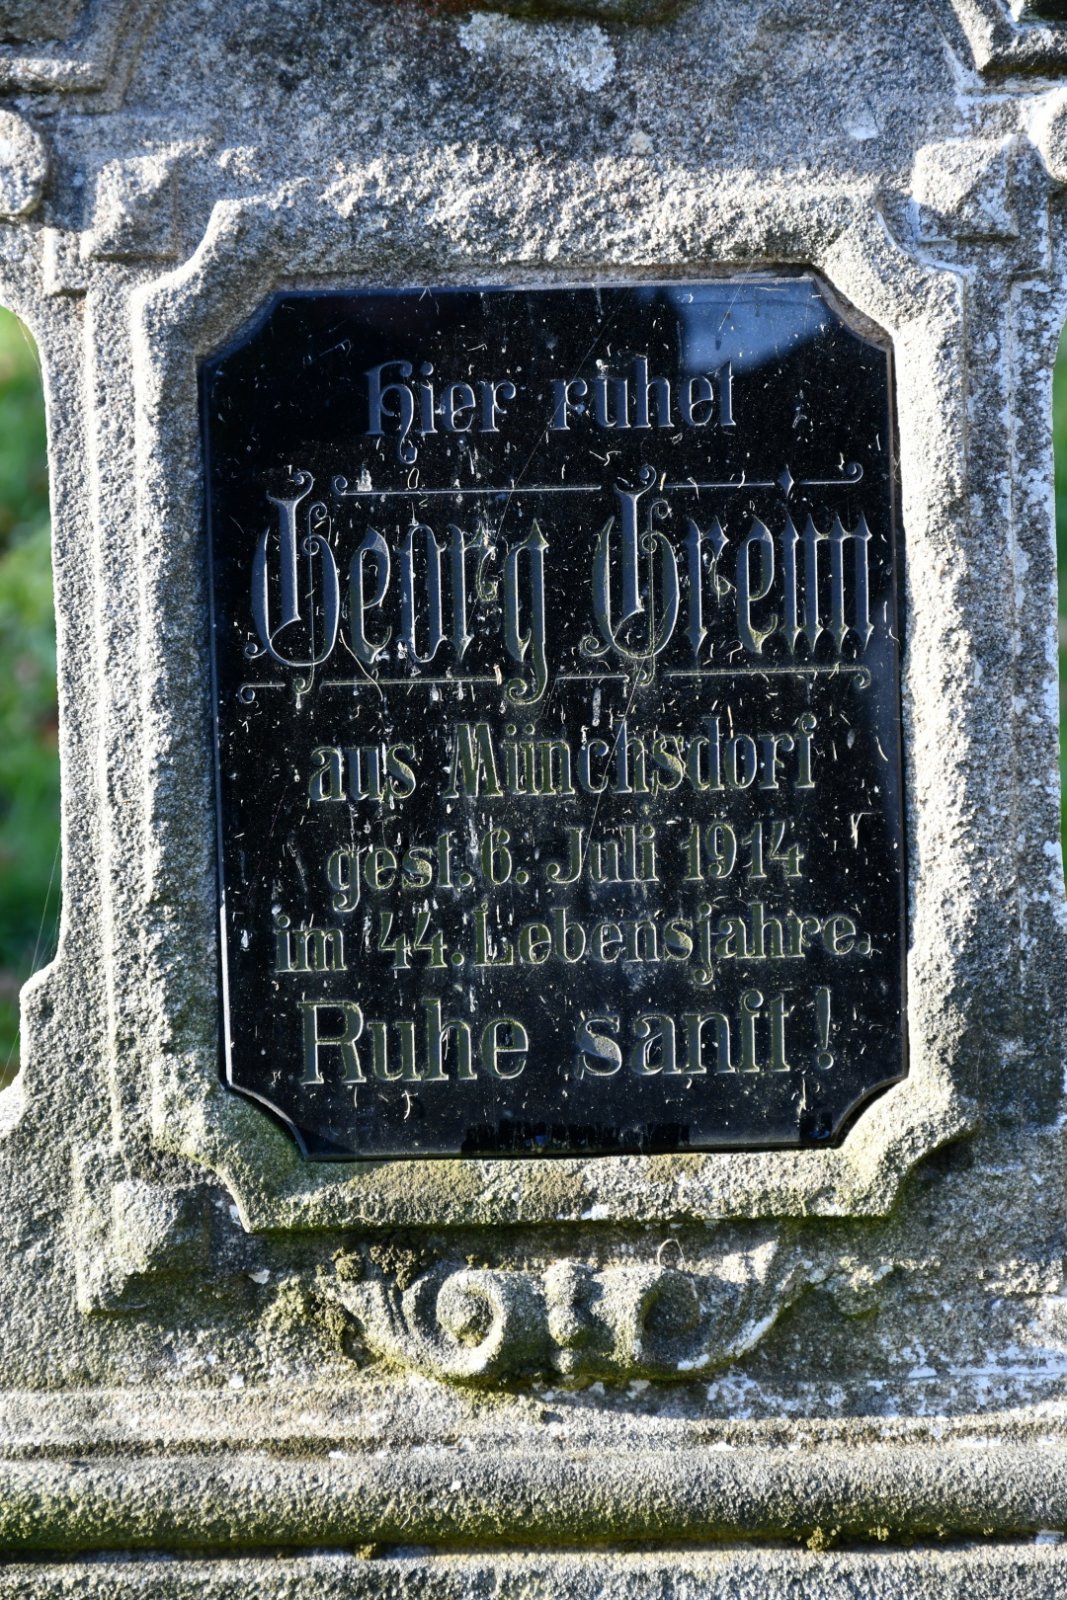 Hier ruhet
Georg Greim
aus Münchsdorf
gest. 6. Juli 1914
im 44. Lebensjahre.
Ruhe sanft!